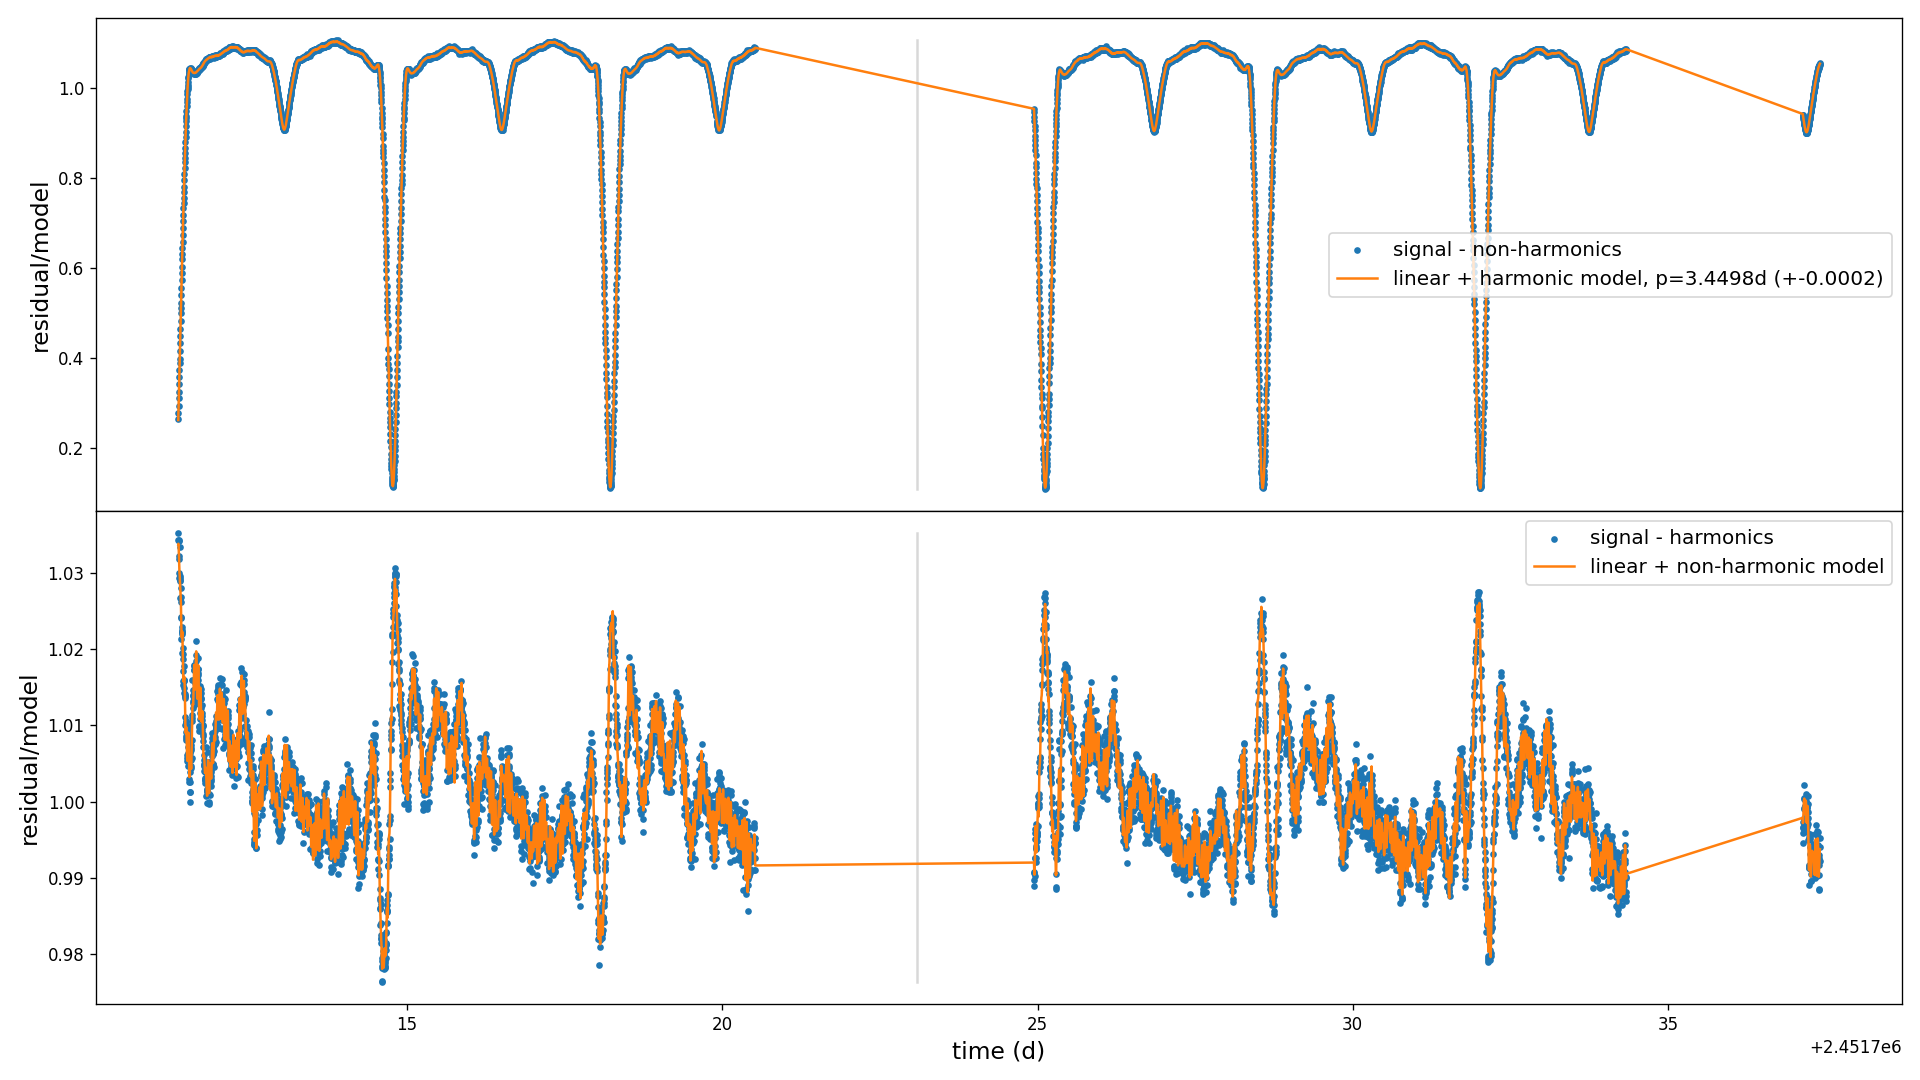 1.0
0.8
0.6
0.4
0.2
residual/model
signal - non-harmonics
linear + harmonic model, p=3.4498d (+-0.0002)
1.03
1.02
1.01
1.00
0.99
0.98
residual/model
signal - harmonics
linear + non-harmonic model
15 20 25 30 35
time (d)
+2.4517e6